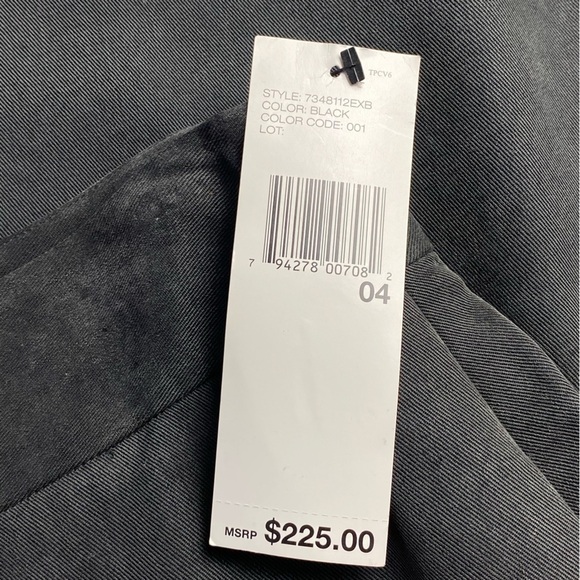 TPCV6
STYLE: 7348112EXB
COLOR: BLACK
COLOR CODE: 001
LOT:
7 94278 00708 2
04
MSRP $225.00